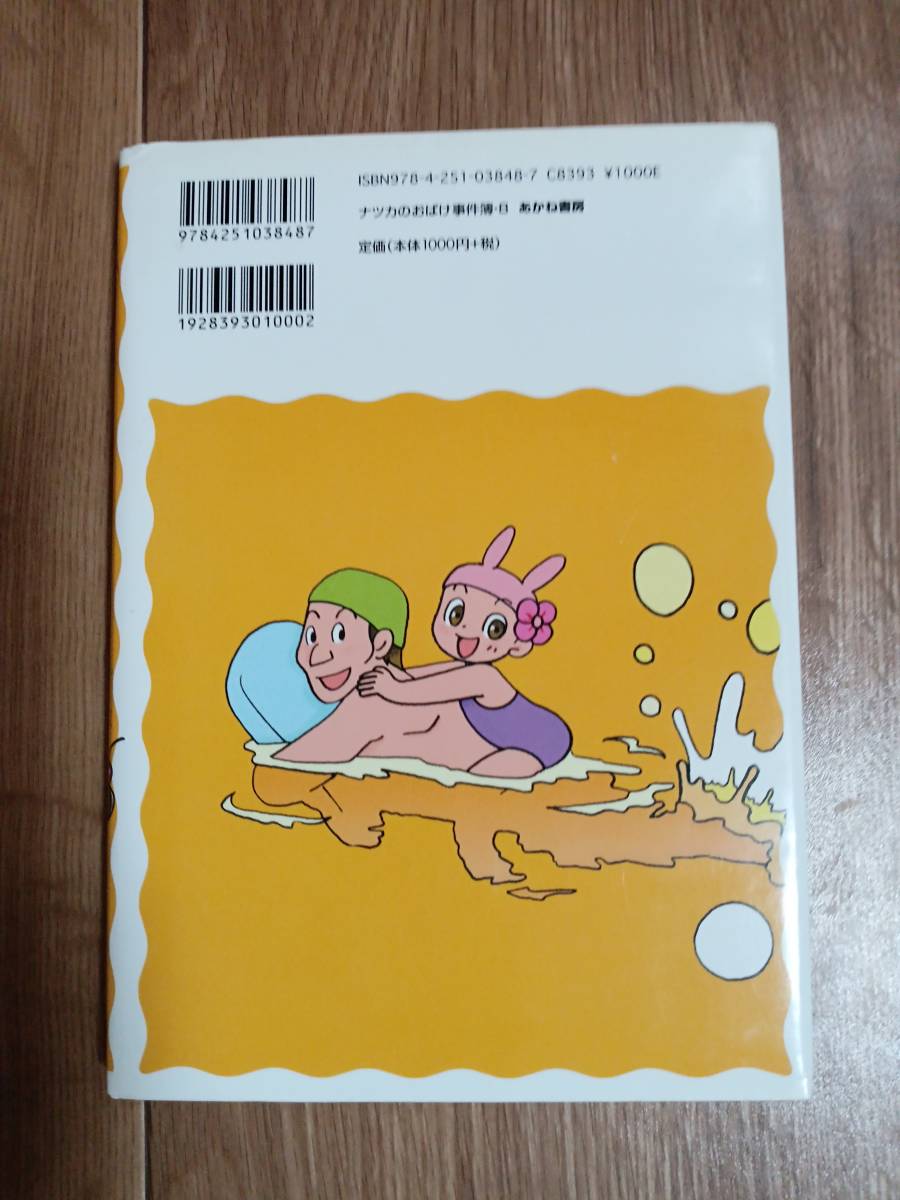 ISBN978-4-251-03848-7 C8393 ¥1000E
ナツカのおばけ事件簿・8 あかね書房
定価(本体1000円+税)
9784251038487
1928393010002